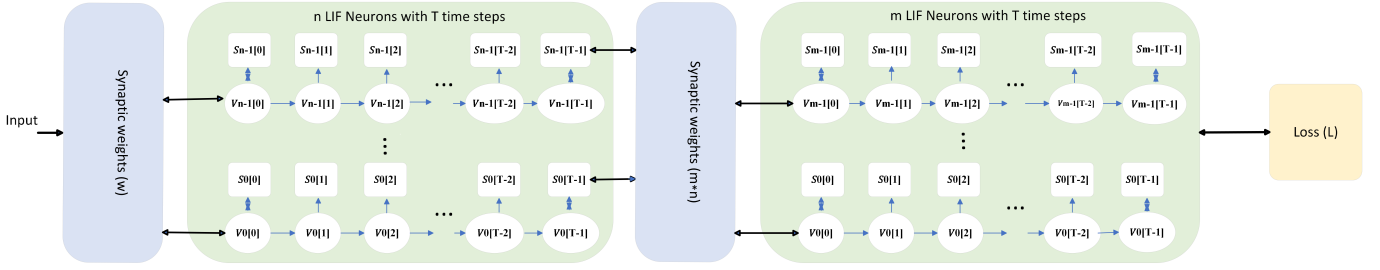 n LIF Neurons with T time steps
m LIF Neurons with T time steps
Input
Synaptic weights (w)
Sn-1[0] Sn-1[1] Sn-1[2] Sn-1[T-2] Sn-1[T-1]
Vn-1[0] Vn-1[1] Vn-1[2] ... Vn-1[T-2] Vn-1[T-1]
S0[0] S0[1] S0[2] S0[T-2] S0[T-1]
V0[0] V0[1] V0[2] ... V0[T-2] V0[T-1]
Synaptic weights (m*n)
Sm-1[0] Sm-1[1] Sm-1[2] Sm-1[T-2] Sm-1[T-1]
Vm-1[0] Vm-1[1] Vm-1[2] ... Vm-1[T-2] Vm-1[T-1]
S0[0] S0[1] S0[2] S0[T-2] S0[T-1]
V0[0] V0[1] V0[2] ... V0[T-2] V0[T-1]
Loss (L)